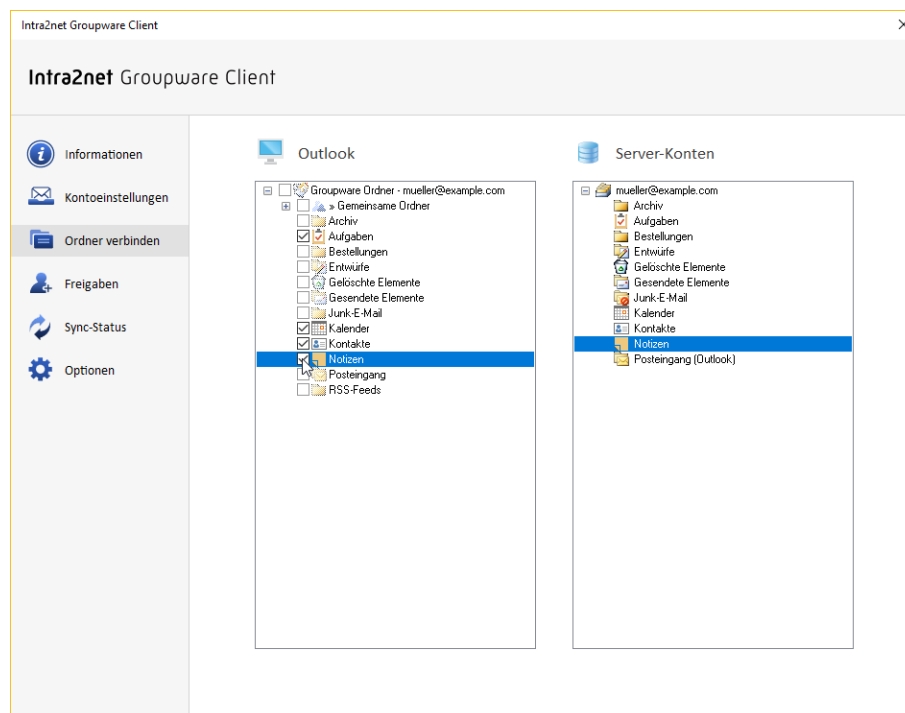 Intra2net Groupware Client
Intra2net Groupware Client
Informationen
Kontoeinstellungen
Ordner verbinden
Freigaben
Sync-Status
Optionen
Outlook
Groupware Ordner - mueller@example.com
» Gemeinsame Ordner
Archiv
Aufgaben
Bestellungen
Entwürfe
Gelöschte Elemente
Gesendete Elemente
Junk-E-Mail
Kalender
Kontakte
Notizen
Posteingang
RSS-Feeds
Server-Konten
mueller@example.com
Archiv
Aufgaben
Bestellungen
Entwürfe
Gelöschte Elemente
Gesendete Elemente
Junk-E-Mail
Kalender
Kontakte
Notizen
Posteingang (Outlook)